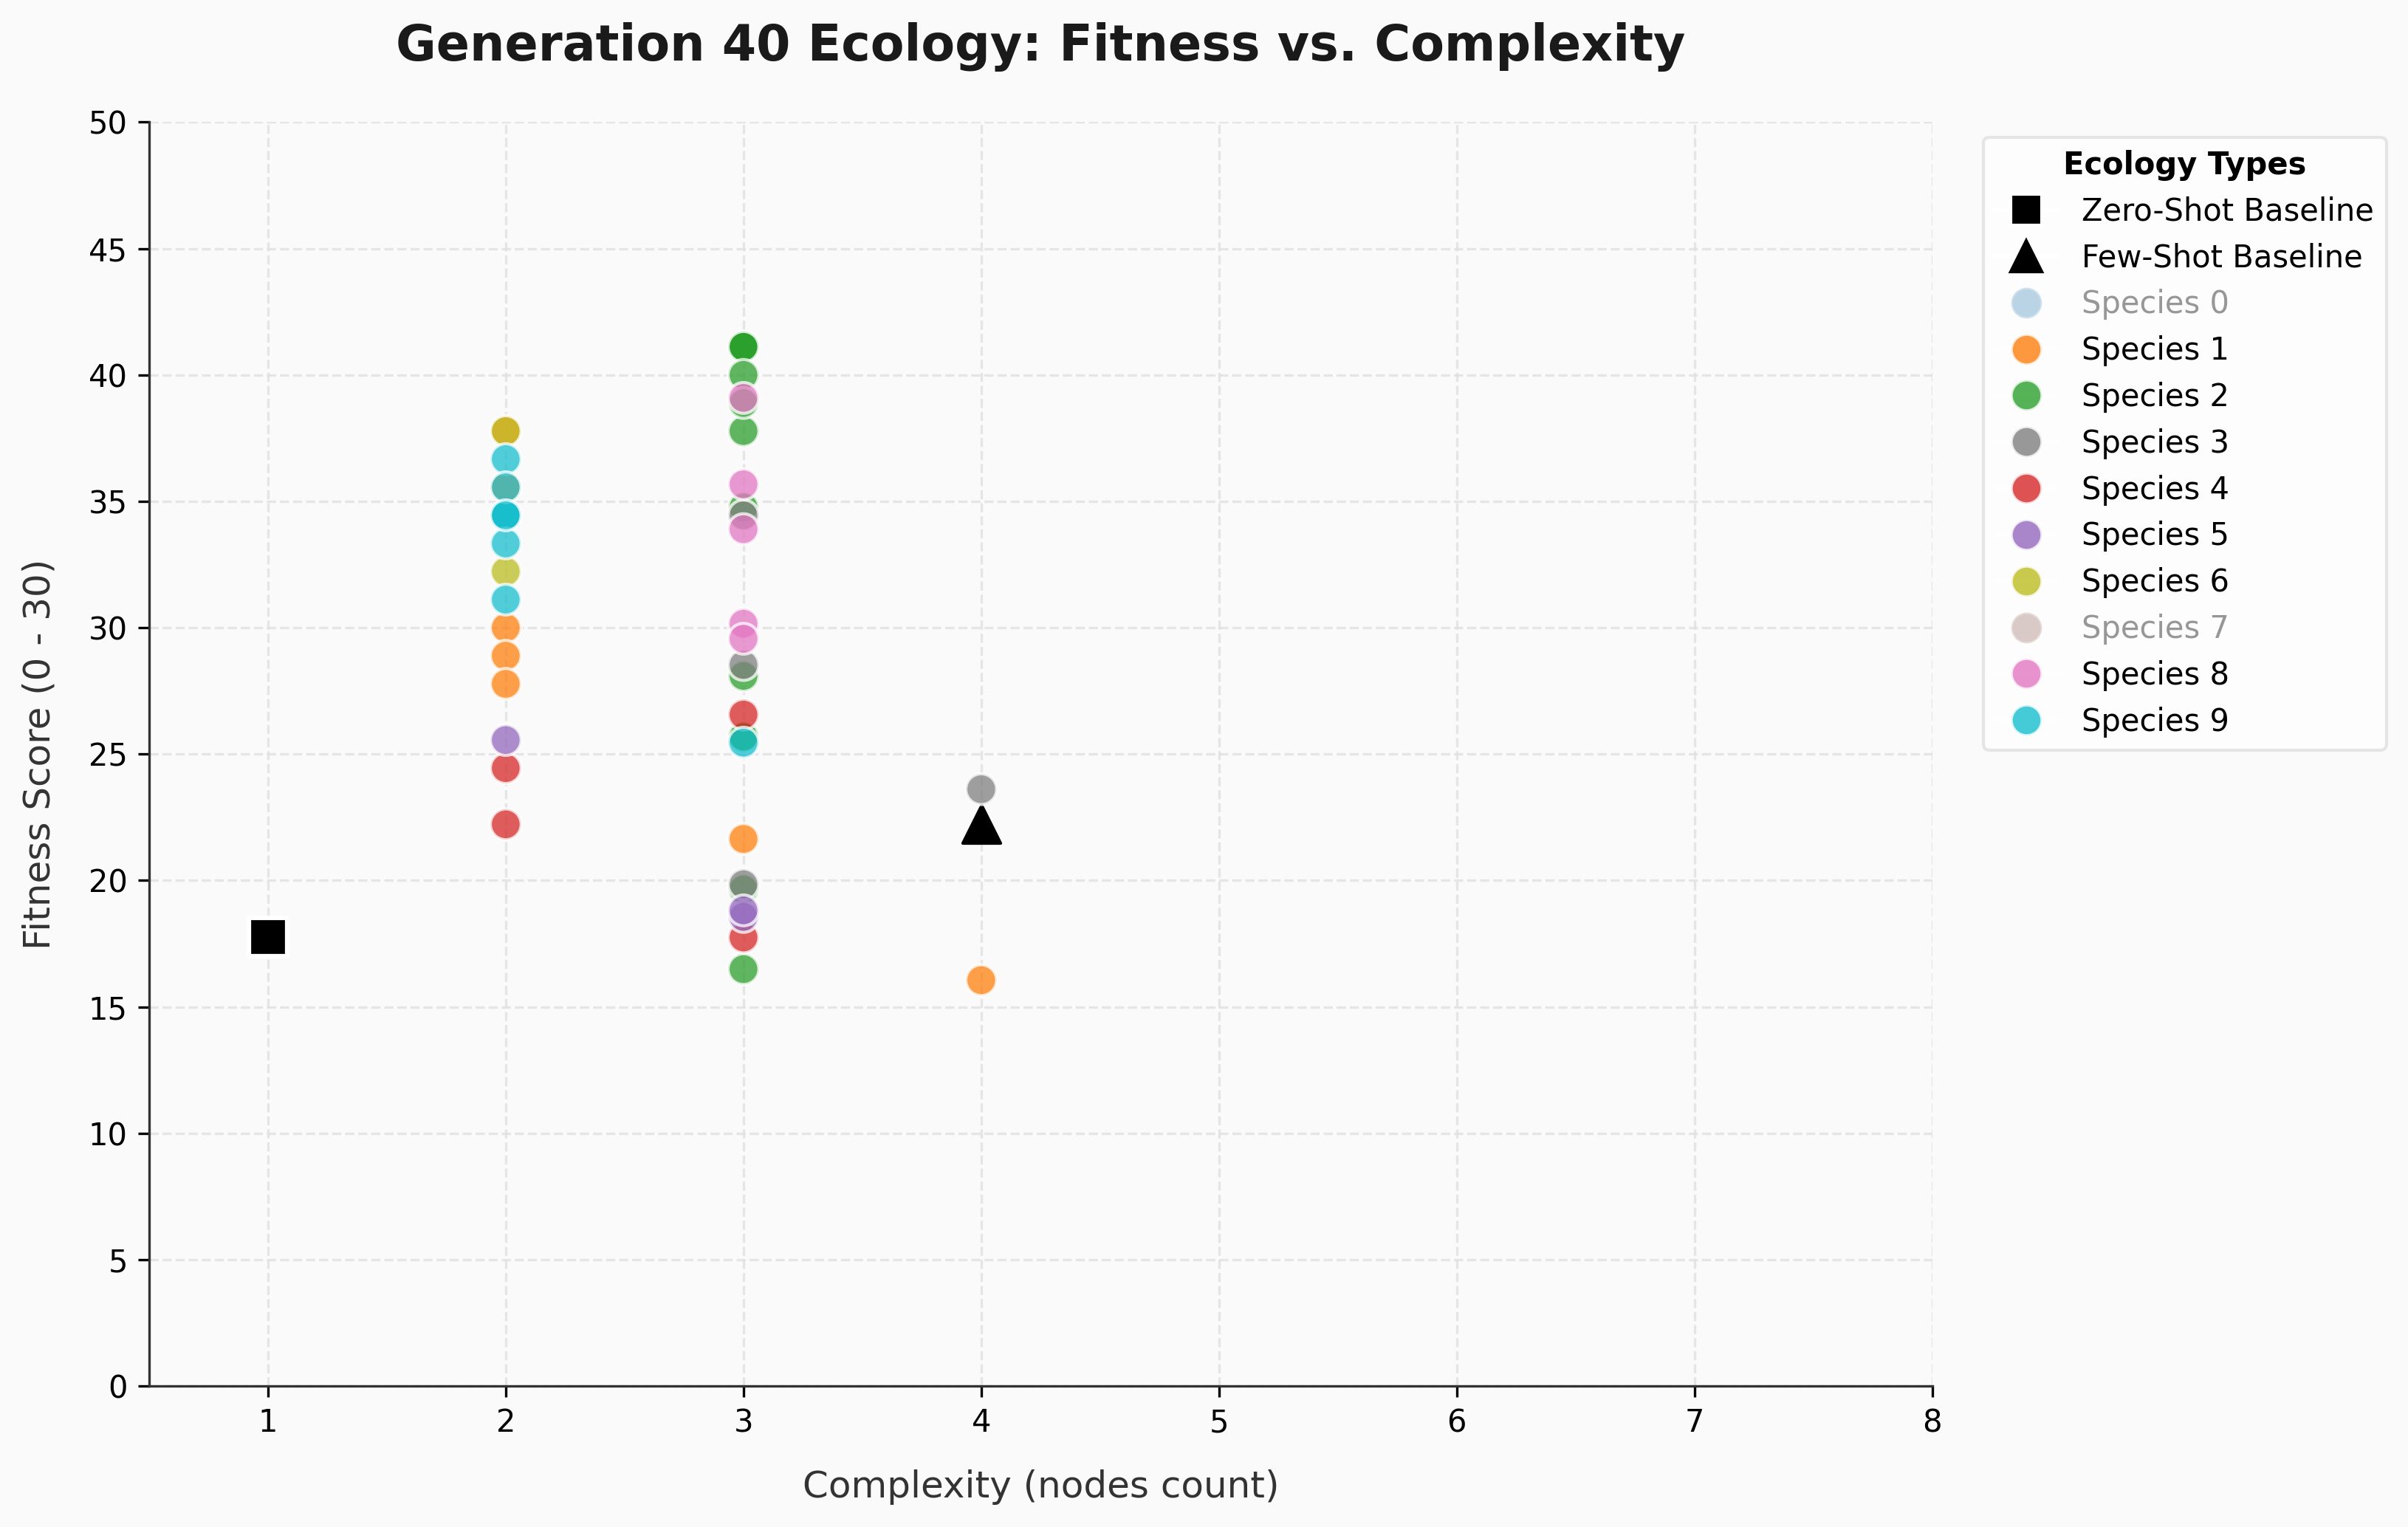 Generation 40 Ecology: Fitness vs. Complexity
Fitness Score (0 - 30)
50
45
40
35
30
25
20
15
10
5
0
1 2 3 4 5 6 7 8
Complexity (nodes count)
Ecology Types
Zero-Shot Baseline
Few-Shot Baseline
Species 0
Species 1
Species 2
Species 3
Species 4
Species 5
Species 6
Species 7
Species 8
Species 9